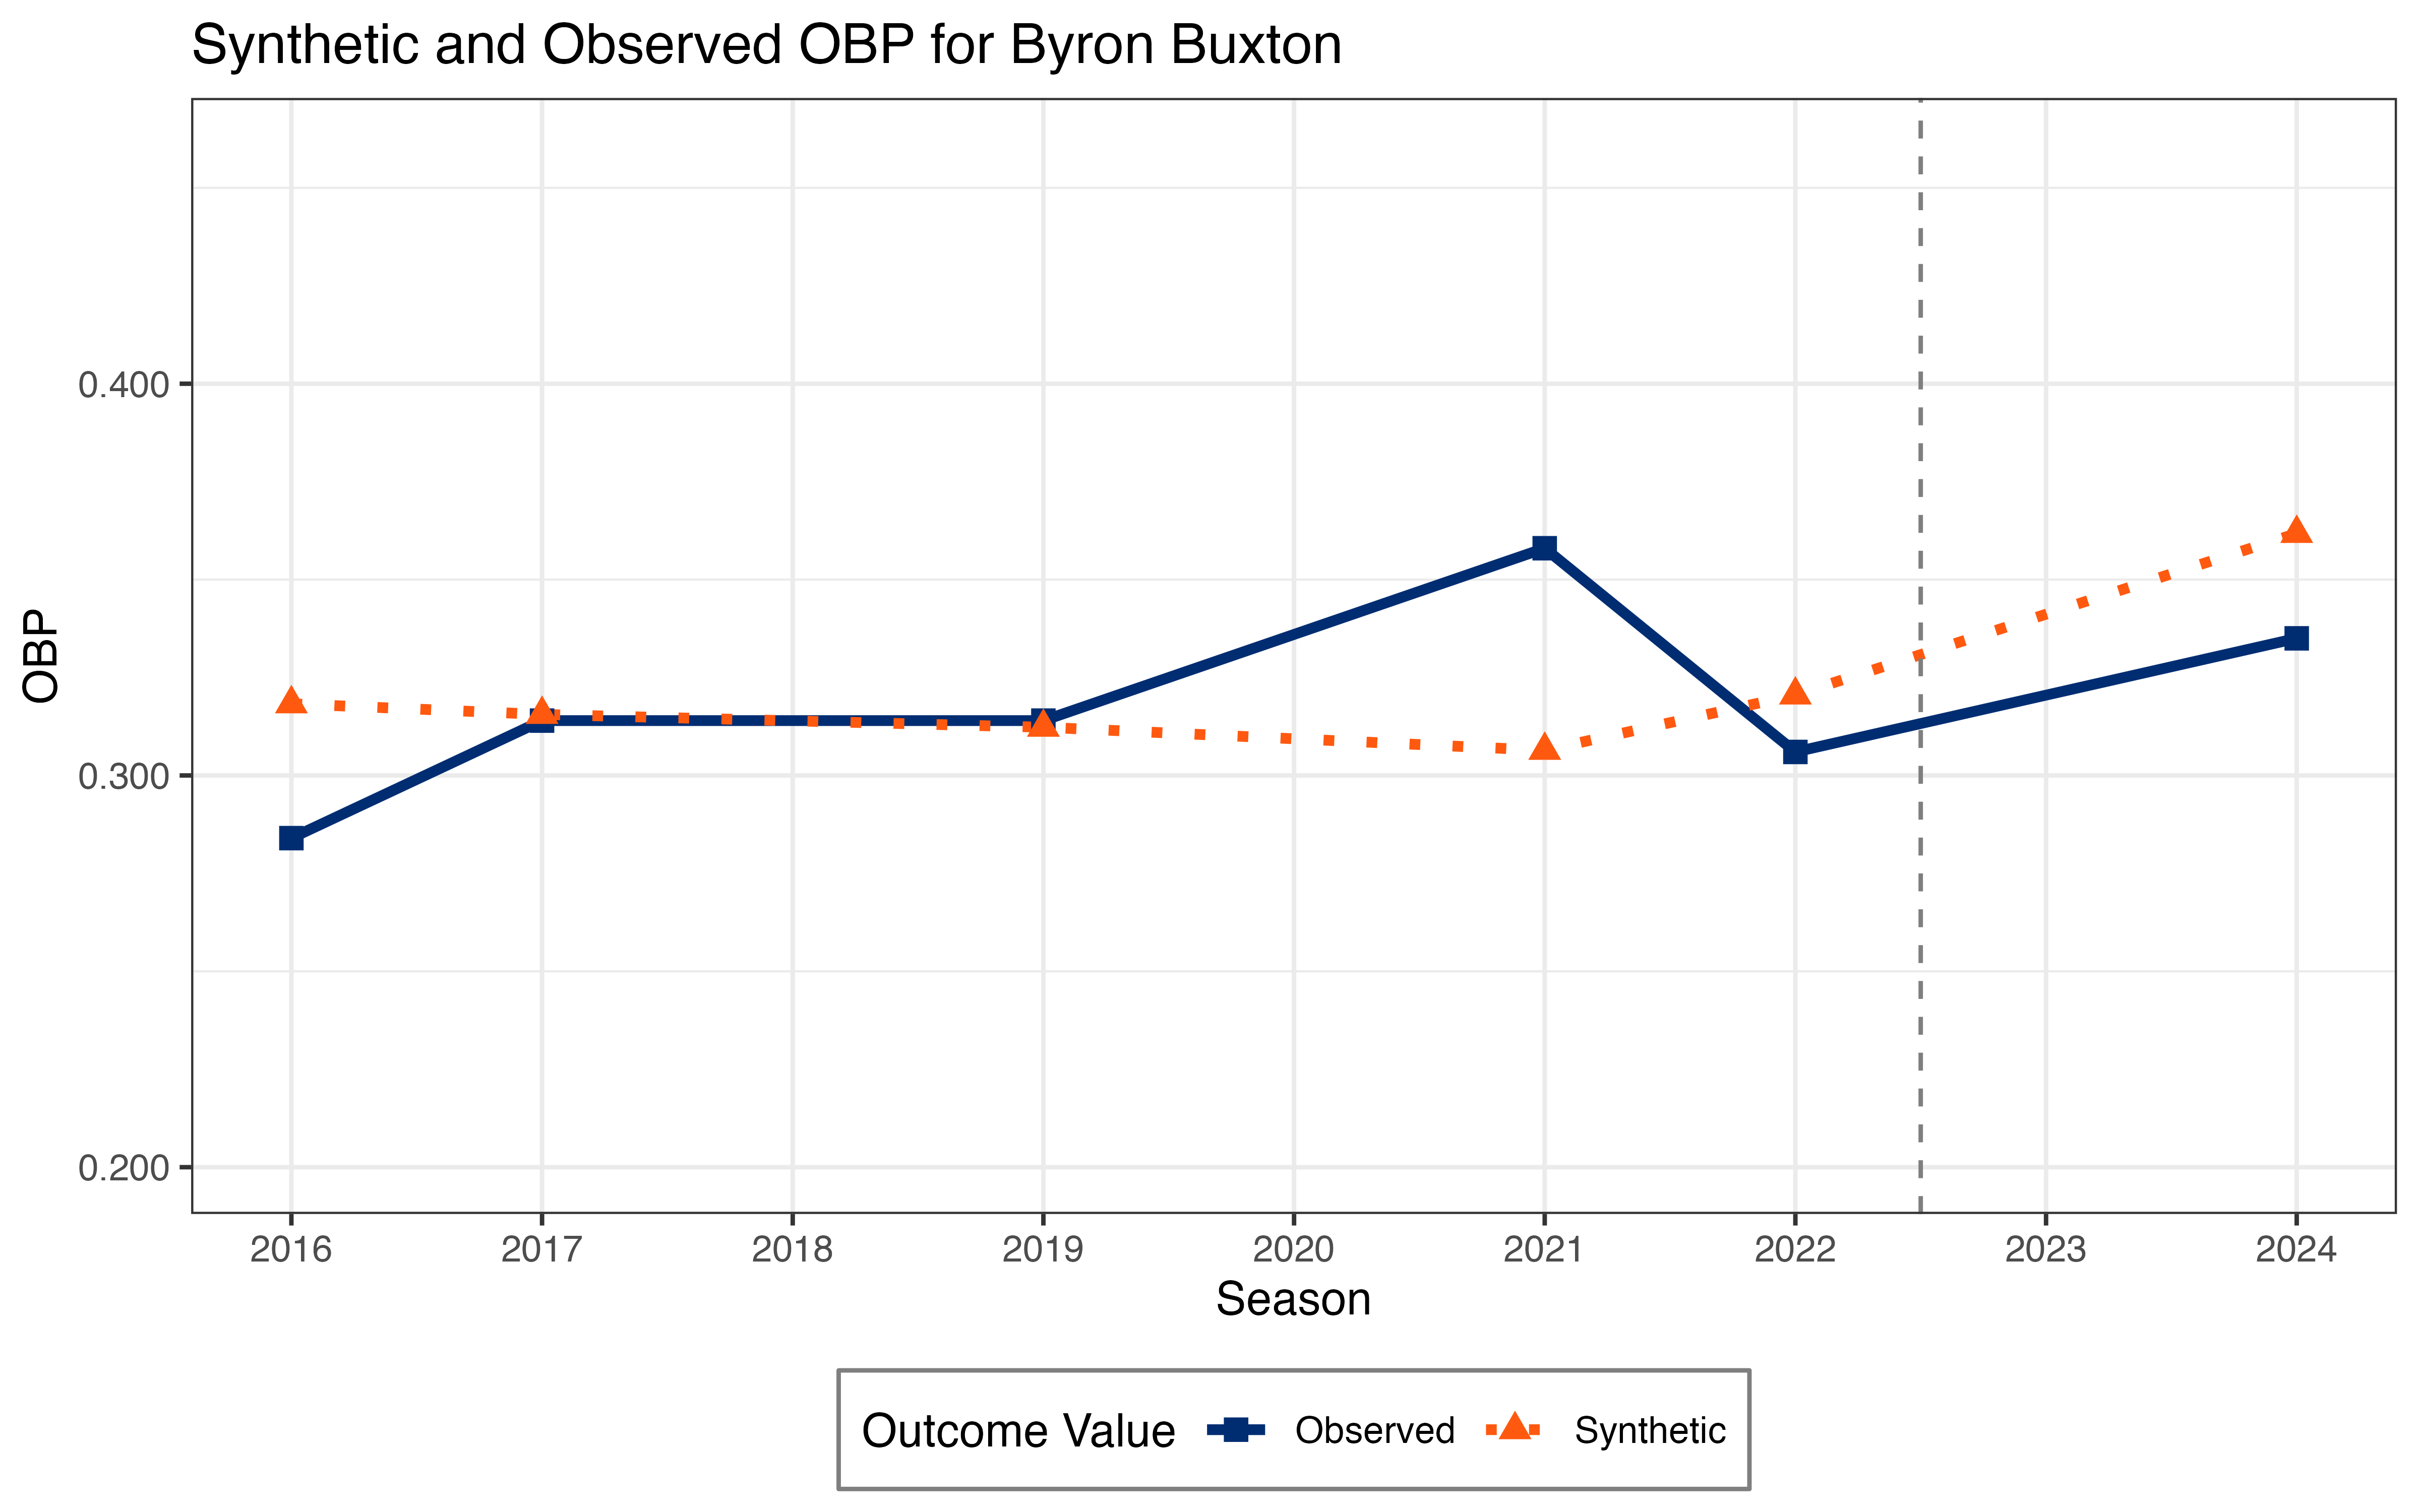 Synthetic and Observed OBP for Byron Buxton
OBP
0.400
0.300
0.200
2016 2017 2018 2019 2020 2021 2022 2023 2024
Season
Outcome Value Observed Synthetic